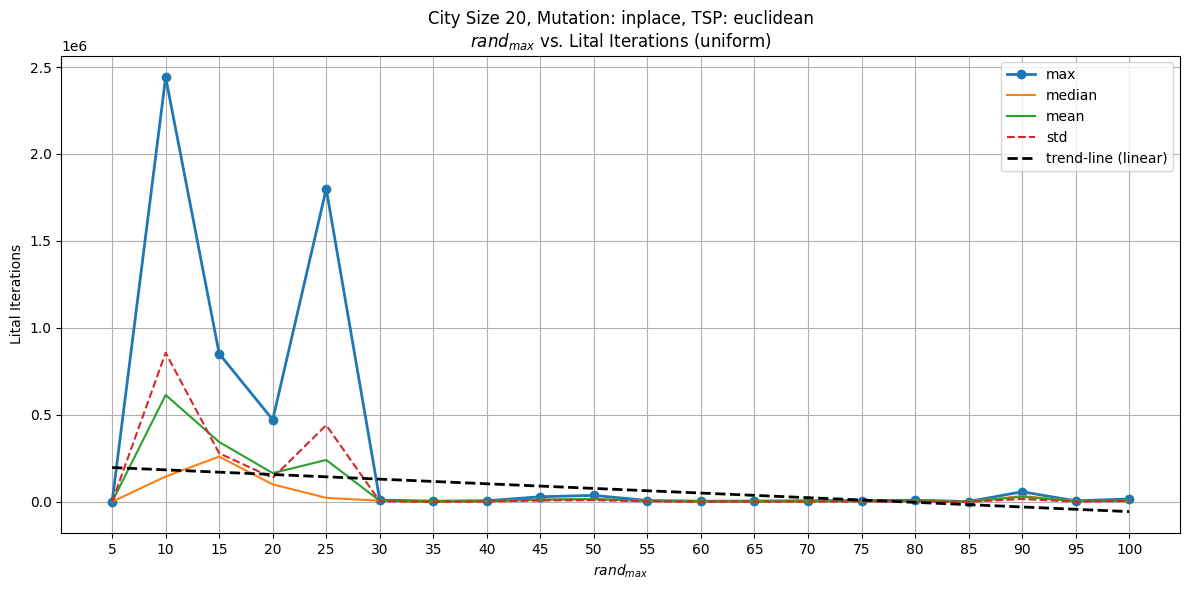 City Size 20, Mutation: inplace, TSP: euclidean
rand_max vs. Lital Iterations (uniform)
1e6
2.5
2.0
1.5
1.0
0.5
0.0
Lital Iterations
max
median
mean
std
trend-line (linear)
5 10 15 20 25 30 35 40 45 50 55 60 65 70 75 80 85 90 95 100
rand_max